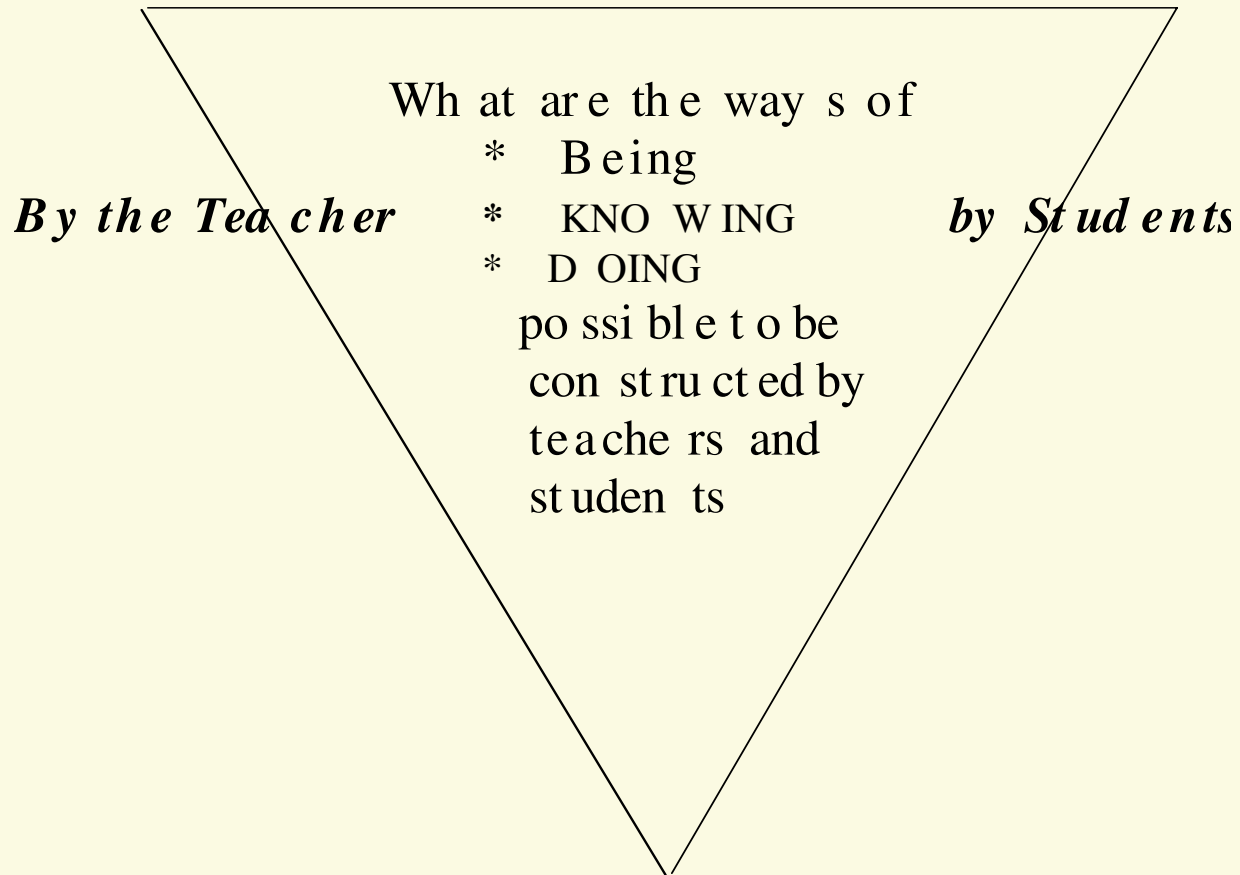 What are the ways of
* Being
By the Teacher
* KNOWING
by Students
* DOING
possible to be
constructed by
teachers and
students